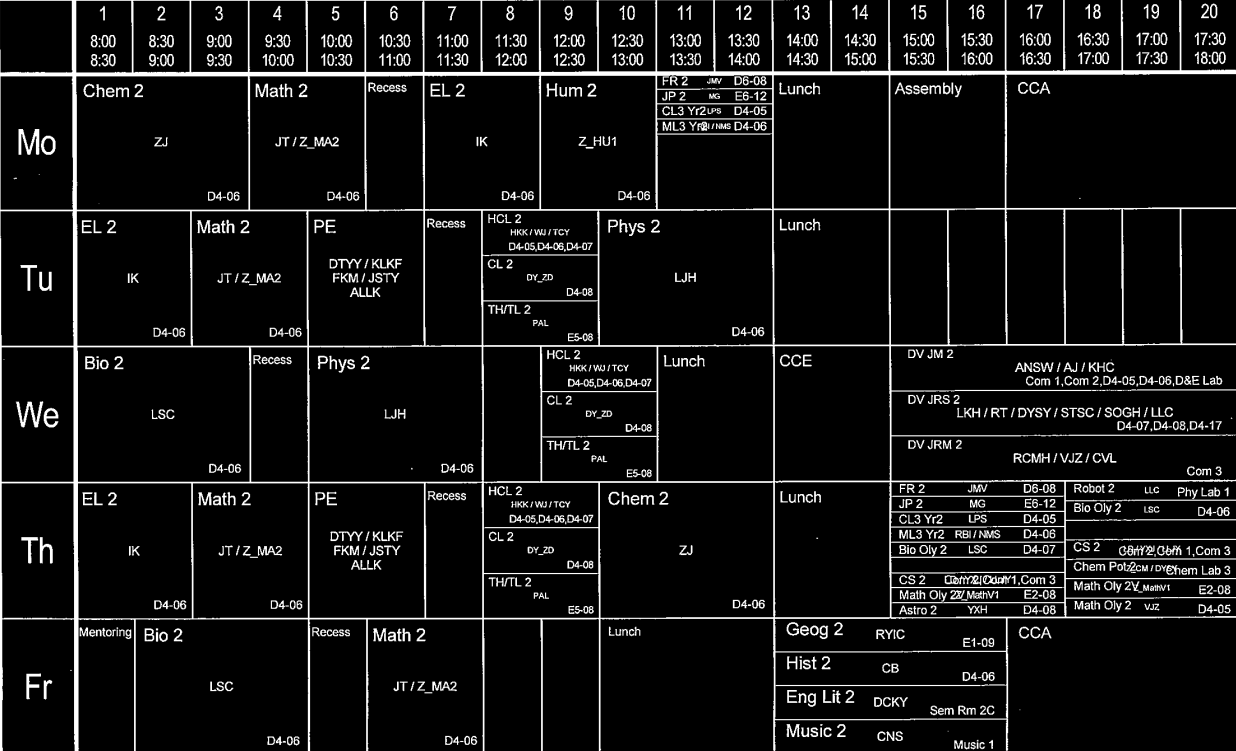 1 2 3 4 5 6 7 8 9 10 11 12 13 14 15 16 17 18 19 20
8:00 8:30 9:00 9:30 10:00 10:30 11:00 11:30 12:00 12:30 13:00 13:30 14:00 14:30 15:00 15:30 16:00 16:30 17:00 17:30
8:30 9:00 9:30 10:00 10:30 11:00 11:30 12:00 12:30 13:00 13:30 14:00 14:30 15:00 15:30 16:00 16:30 17:00 17:30 18:00
Mo
Chem 2
ZJ
D4-06
Math 2
JT / Z_MA2
D4-06
Recess
EL 2
IK
D4-06
Hum 2
Z_HU1
D4-06
FR 2 JMV D6-08
JP 2 MG E6-12
CL3 Yr2 LPS D4-05
ML3 / NMS D4-06
Lunch
Assembly
CCA
Tu
EL 2
IK
D4-06
Math 2
JT / Z_MA2
D4-06
PE
DTYY / KLKF
FKM / JSTY
ALLK
Recess
HCL 2
HKK / WJ / TCY
D4-05,D4-06,D4-07
CL 2
DY_ZD
D4-08
TH/TL 2
PAL
E5-08
Phys 2
LJH
D4-06
Lunch
We
Bio 2
LSC
D4-06
Recess
Phys 2
LJH
D4-06
HCL 2
HKK / WJ / TCY
D4-05,D4-06,D4-07
CL 2
DY_ZD
D4-08
TH/TL 2
PAL
E5-08
Lunch
CCE
DV JM 2
ANSW / AJ / KHC
Com 1,Com 2,D4-05,D4-06,D&E Lab
DV JRS 2
LKH / RT / DYSY / STSC / SOGH / LLC
D4-07,D4-08,D4-17
DV JRM 2
RCMH / VJZ / CVL
Com 3
Th
EL 2
IK
D4-06
Math 2
JT / Z_MA2
D4-06
PE
DTYY / KLKF
FKM / JSTY
ALLK
Recess
HCL 2
HKK / WJ / TCY
D4-05,D4-06,D4-07
CL 2
DY_ZD
D4-08
TH/TL 2
PAL
E5-08
Chem 2
ZJ
D4-06
Lunch
FR 2 JMV D6-08
JP 2 MG E6-12
CL3 Yr2 LPS D4-05
ML3 Yr2 RBI / NMS D4-06
Bio Oly 2 LSC D4-07
CS 2 1,Com 3
Math Oly E2-08
Astro 2 YXH D4-08
Robot 2 LLC Phy Lab 1
Bio Oly 2 LSC D4-06
CS 2 1,Com 3
Chem Chem Lab 3
Math Oly E2-08
Math Oly 2 VJZ D4-05
Fr
Mentoring
Bio 2
LSC
D4-06
Recess
Math 2
JT / Z_MA2
D4-06
Lunch
Geog 2 RYIC E1-09
Hist 2 CB D4-06
Eng Lit 2 DCKY Sem Rm 2C
Music 2 CNS Music 1
CCA